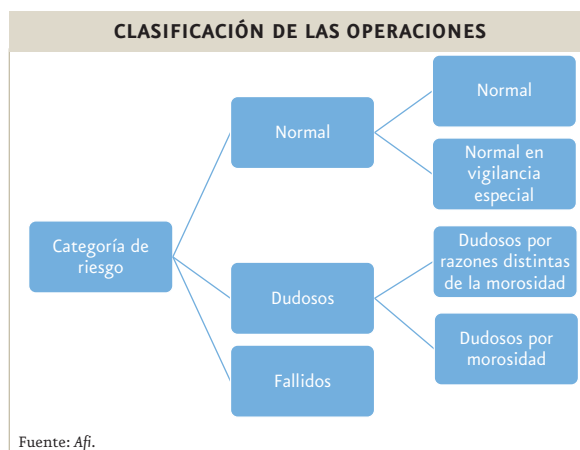 CLASIFICACIÓN DE LAS OPERACIONES
Categoría de
riesgo
Normal
Normal
Normal en
vigilancia
especial
Dudosos
Dudosos por
razones distintas
de la morosidad
Dudosos por
morosidad
Fallidos
Fuente: Afi.